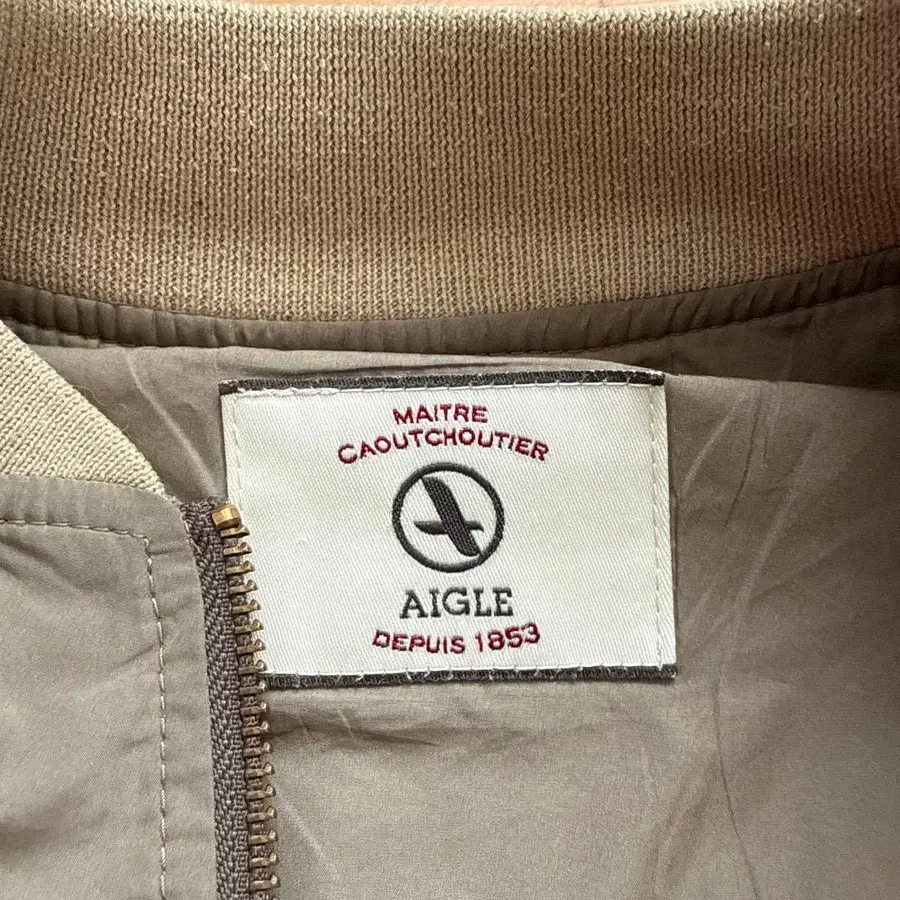 MAITRE
CAOUTCHOUTIER
AIGLE
DEPUIS 1853